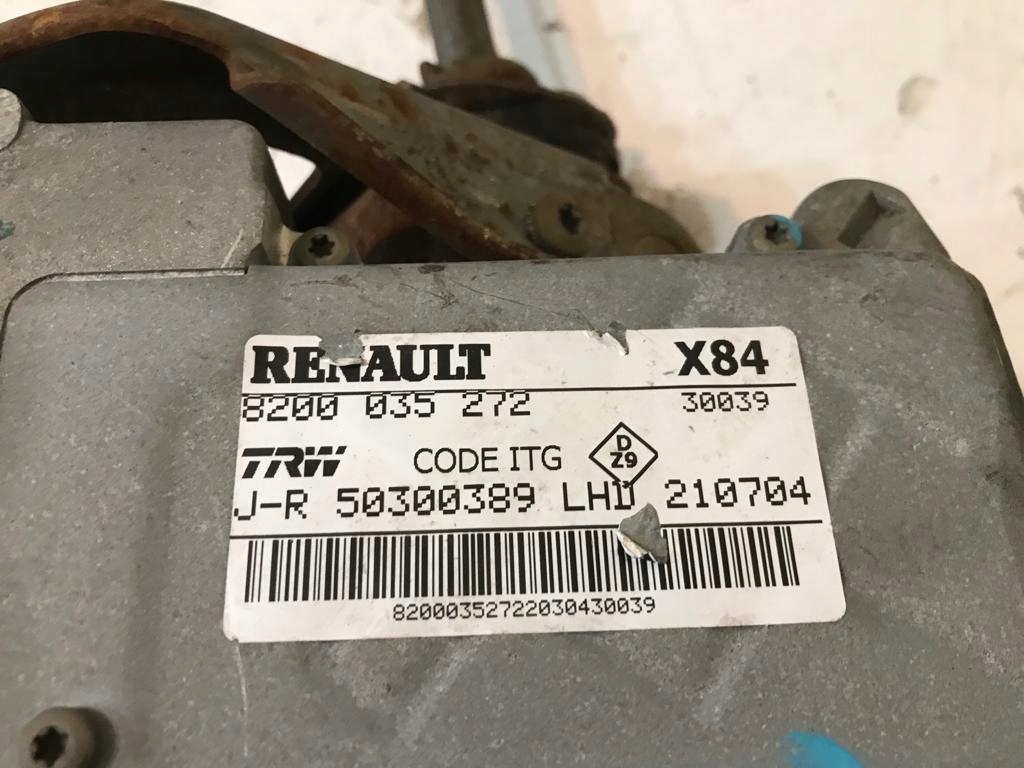 RENAULT X84
8200 035 272 30039
TRW CODE ITG D
Z9
J-R 50300389 LHD 210704
82000352722030430039